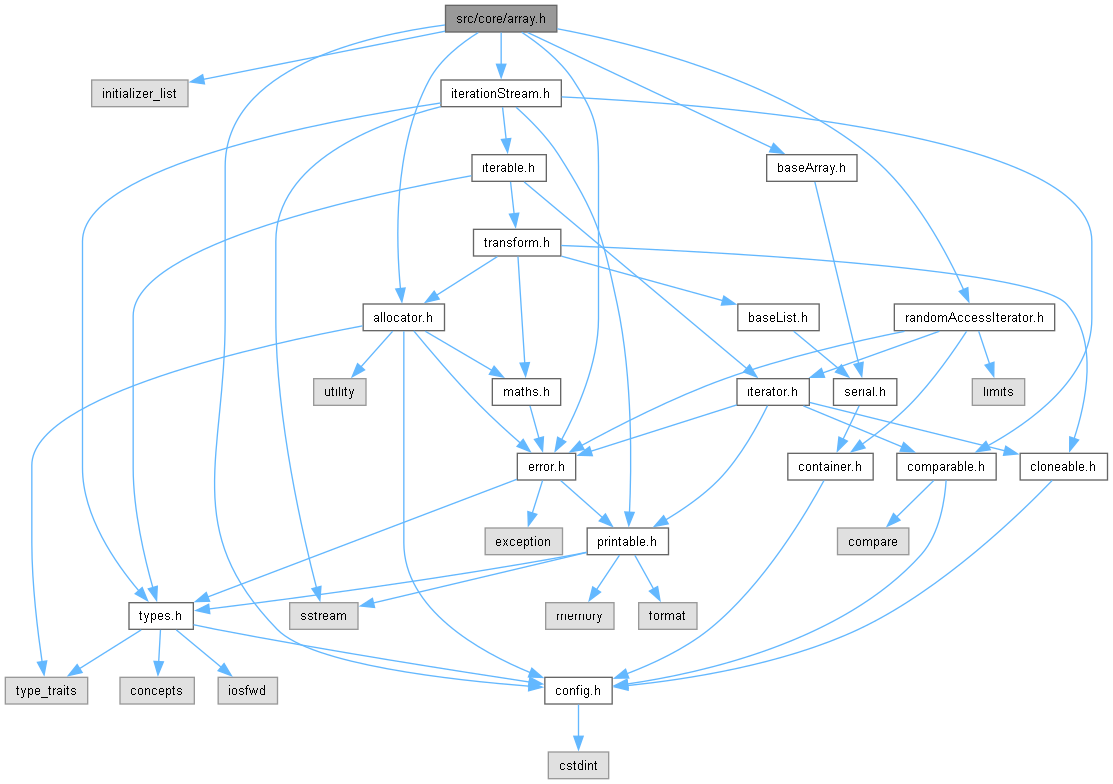 src/core/array.h
initializer_list
iterationStream.h
iterable.h
baseArray.h
transform.h
allocator.h
baseList.h
randomAccessIterator.h
utility
maths.h
iterator.h
serial.h
limits
error.h
container.h
comparable.h
cloneable.h
exception
printable.h
compare
types.h
sstream
memory
format
type_traits
concepts
iosfwd
config.h
cstdint